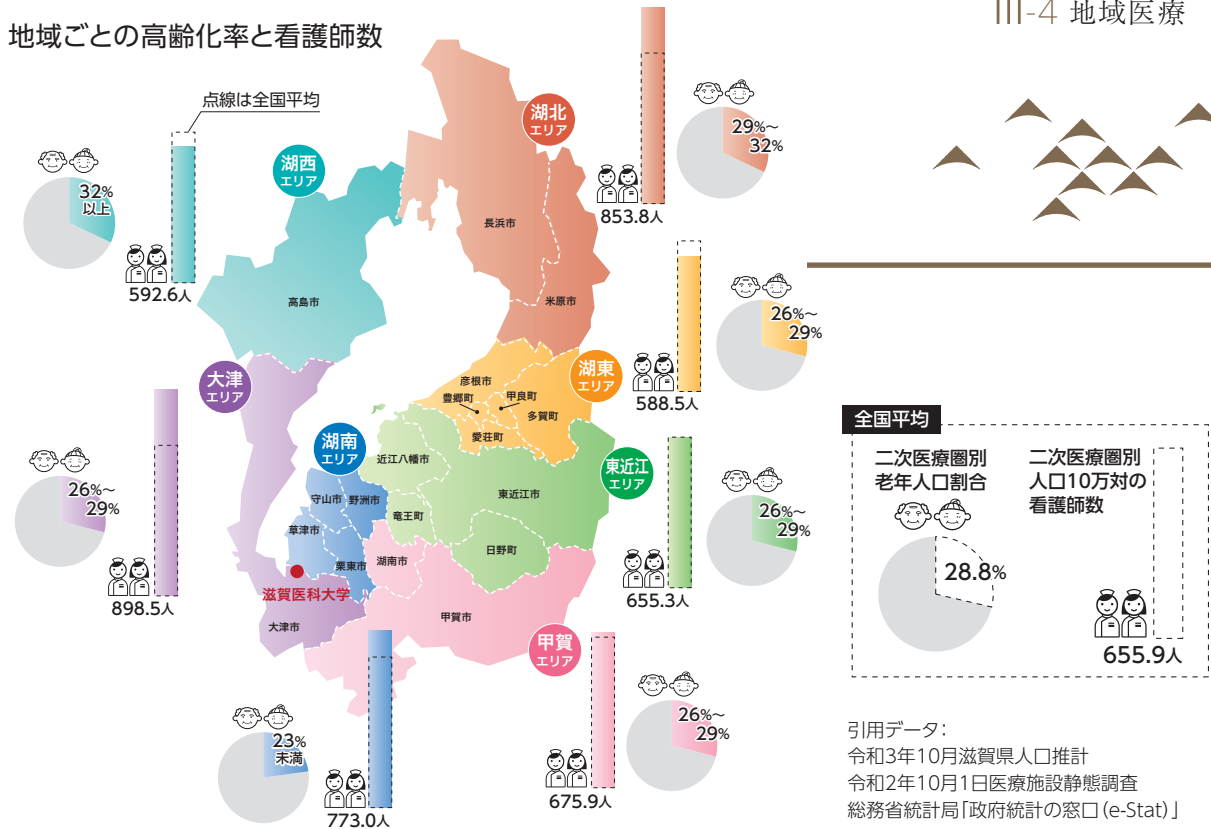 III-4 地域医療
地域ごとの高齢化率と看護師数
点線は全国平均
湖北
エリア
29%～
32%
853.8人
長浜市
米原市
湖西
エリア
32%
以上
592.6人
高島市
湖東
エリア
26%～
29%
588.5人
彦根市
豊郷町
甲良町
多賀町
愛荘町
大津
エリア
26%～
29%
898.5人
滋賀医科大学
大津市
湖南
エリア
守山市
野洲市
草津市
栗東市
23%
未満
773.0人
東近江
エリア
近江八幡市
東近江市
竜王町
日野町
26%～
29%
655.3人
甲賀
エリア
湖南市
甲賀市
26%～
29%
675.9人
全国平均
二次医療圏別
老年人口割合
28.8%
二次医療圏別
人口10万対の
看護師数
655.9人
引用データ：
令和3年10月滋賀県人口推計
令和2年10月1日医療施設静態調査
総務省統計局「政府統計の窓口（e-Stat）」